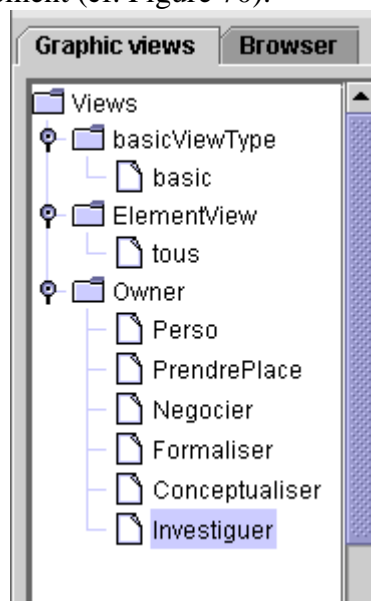 ement (cf. Figure 76).
Graphic views Browser
Views
basicViewType
basic
ElementView
tous
Owner
Perso
PrendrePlace
Negocier
Formaliser
Conceptualiser
Investiguer